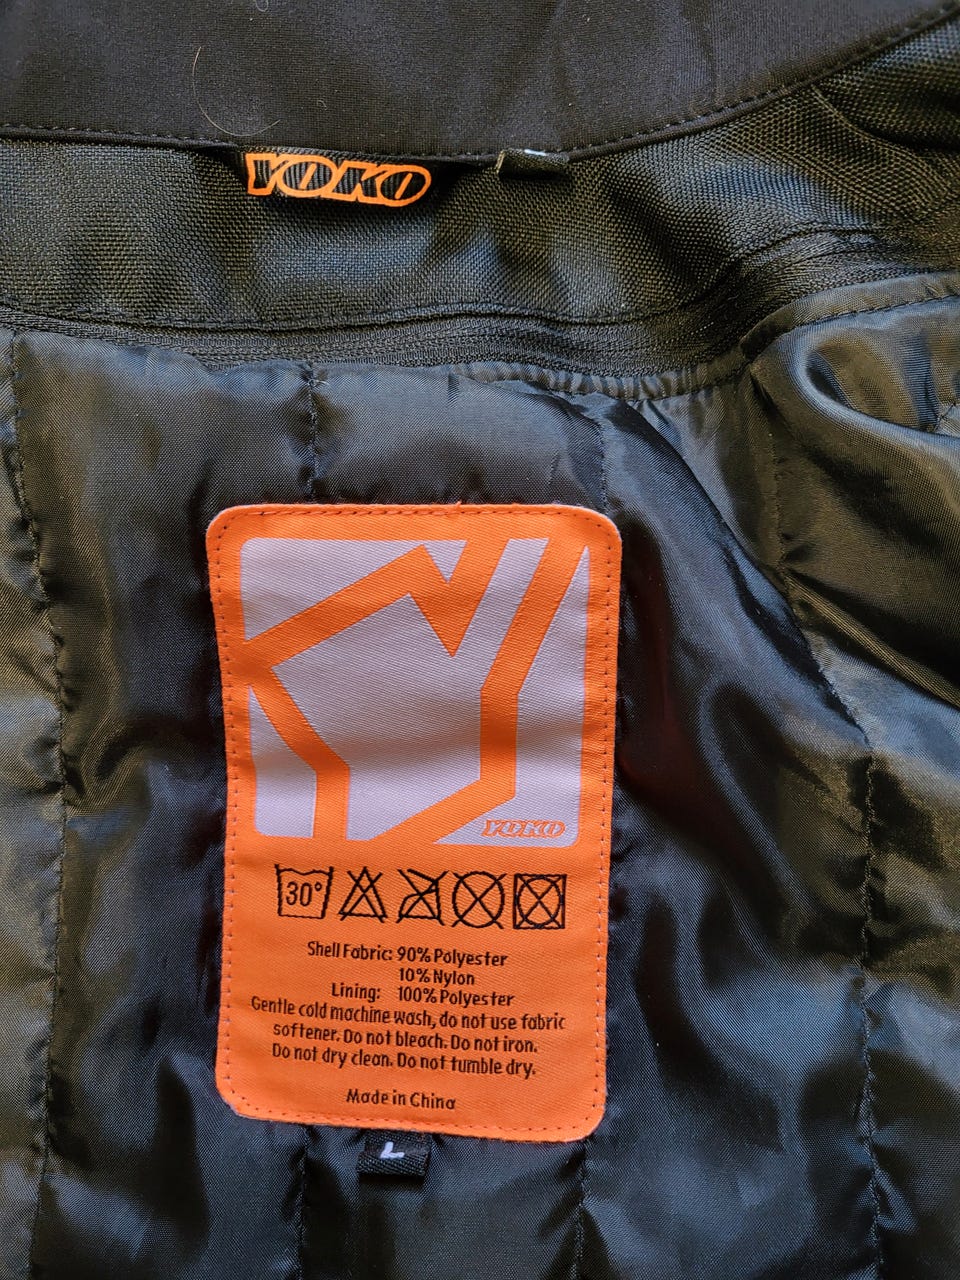 YOKO
YOKO
30°
Shell Fabric: 90% Polyester
10% Nylon
Lining: 100% Polyester
Gentle cold machine wash, do not use fabric
softener. Do not bleach. Do not iron.
Do not dry clean. Do not tumble dry.
Made in China
L